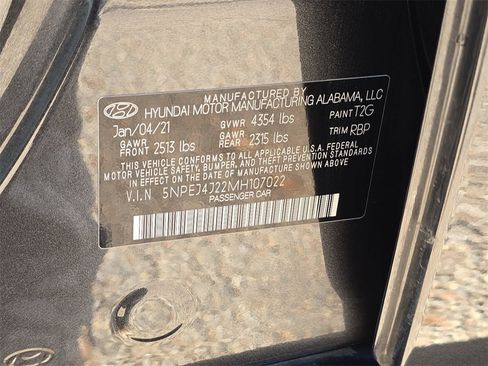 MANUFACTURED BY
HYUNDAI MOTOR MANUFACTURING ALABAMA, LLC
Jan/04/21 GVWR 4354 lbs PAINT T2G
GAWR FRONT 2513 lbs GAWR REAR 2315 lbs TRIM RBP
THIS VEHICLE CONFORMS TO ALL APPLICABLE U.S.A. FEDERAL
MOTOR VEHICLE SAFETY, BUMPER, AND THEFT PREVENTION STANDARDS
IN EFFECT ON THE DATE OF MANUFACTURE SHOWN ABOVE.
V.I.N 5NPEJ4J22MH107022
PASSENGER CAR